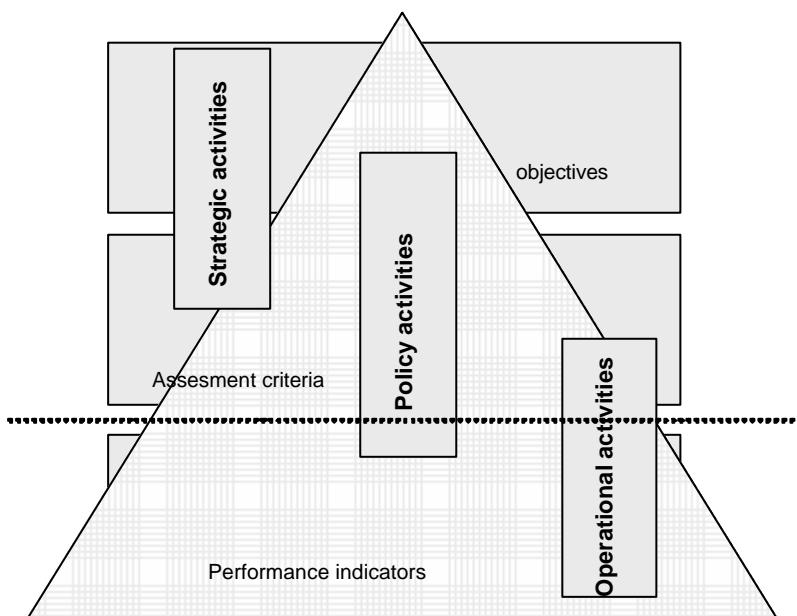 Strategic activities
objectives
Policy activities
Assesment criteria
Operational activities
Performance indicators